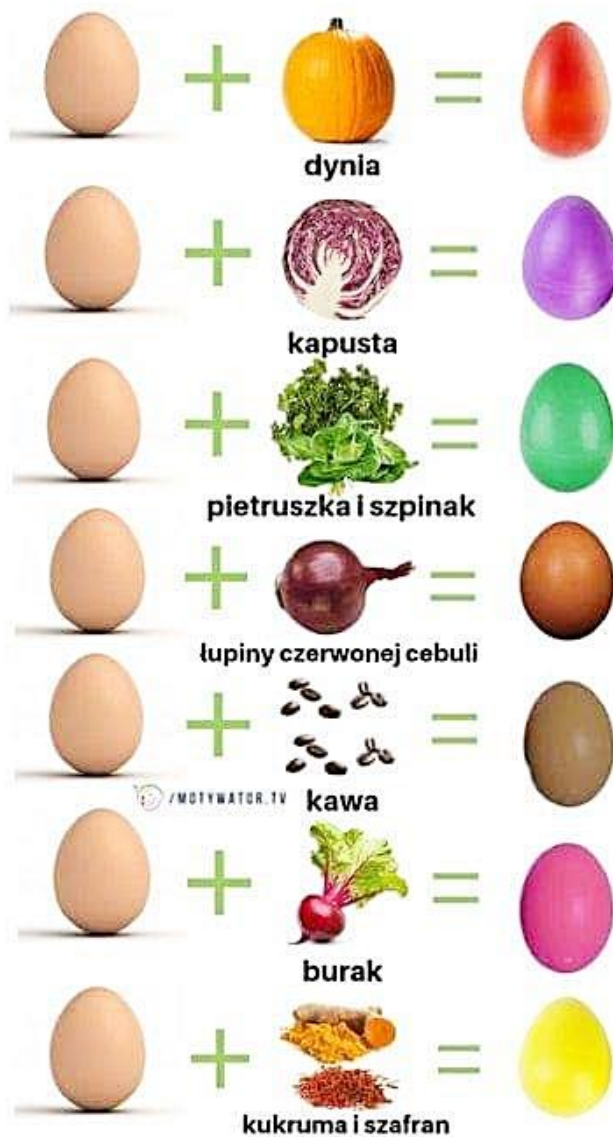 dynia
kapusta
pietruszka i szpinak
łupiny czerwonej cebuli
/MOTYWATOR.TV
kawa
burak
kukruma i szafran